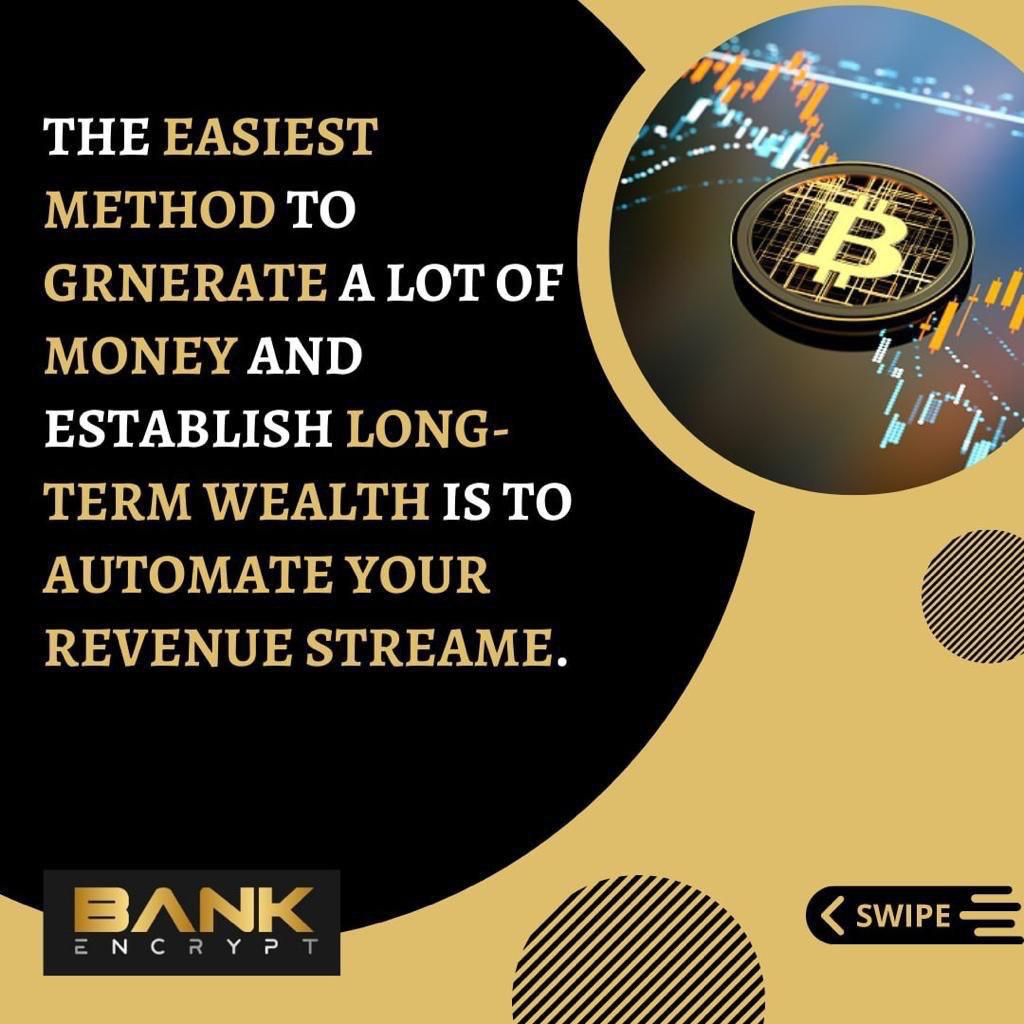 THE EASIEST
METHOD TO
GRNERATE A LOT OF
MONEY AND
ESTABLISH LONG-
TERM WEALTH IS TO
AUTOMATE YOUR
REVENUE STREAME.
BANK
ENCRYPT
SWIPE